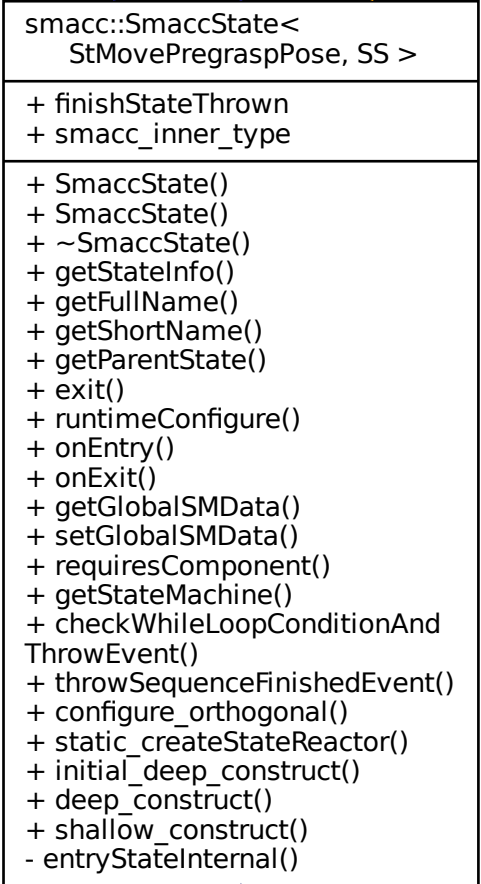 smacc::SmaccState<
StMovePregraspPose, SS >
+ finishStateThrown
+ smacc_inner_type
+ SmaccState()
+ SmaccState()
+ ~SmaccState()
+ getStateInfo()
+ getFullName()
+ getShortName()
+ getParentState()
+ exit()
+ runtimeConfigure()
+ onEntry()
+ onExit()
+ getGlobalSMData()
+ setGlobalSMData()
+ requiresComponent()
+ getStateMachine()
+ checkWhileLoopConditionAnd
ThrowEvent()
+ throwSequenceFinishedEvent()
+ configure_orthogonal()
+ static_createStateReactor()
+ initial_deep_construct()
+ deep_construct()
+ shallow_construct()
- entryStateInternal()